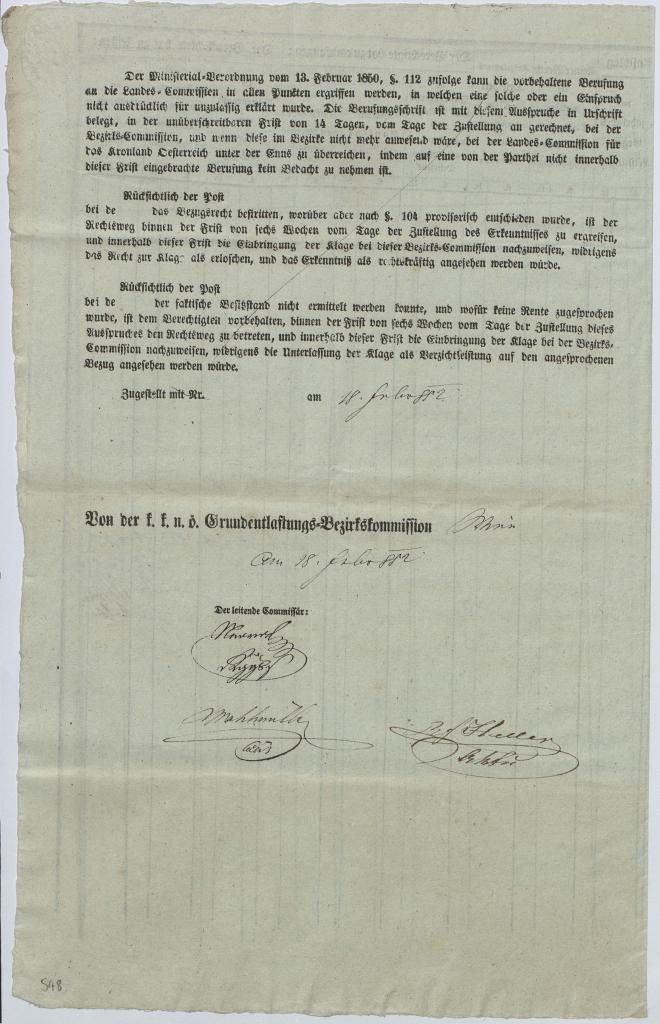 Der Ministerial-Verordnung vom 13. Februar 1850, §. 112 zufolge kann die vorbehaltene Berufung
an die Landes-Commission in allen Punkten ergriffen werden, in welchen eine solche oder ein Einspruch
nicht ausdrücklich für unzulässig erklärt wurde. Die Berufungsschrift ist mit diesem Ausspruche in Urschrift
belegt, in der unüberschreitbaren Frist von 14 Tagen, vom Tage der Zustellung an gerechnet, bei der
Bezirks-Commission, und wenn diese im Bezirke nicht mehr anwesend wäre, bei der Landes-Commission für
das Kronland Oesterreich unter der Enns zu überreichen, indem auf eine von der Parthei nicht innerhalb
dieser Frist eingebrachte Berufung kein Bedacht zu nehmen ist.
Rücksichtlich der Post
bei de das Bezugsrecht bestritten, worüber aber nach §. 104 provisorisch entschieden wurde, ist der
Rechtsweg binnen der Frist von sechs Wochen vom Tage der Zustellung des Erkenntnisses zu ergreifen,
und innerhalb dieser Frist die Einbringung der Klage bei dieser Bezirks-Commission nachzuweisen, widrigens
das Recht zur Klage als erloschen, und das Erkenntniß als rechtskräftig angesehen werden würde.
Rücksichtlich der Post
bei de der faktische Besitzstand nicht ermittelt werden konnte, und wofür keine Rente zugesprochen
wurde, ist dem Berechtigten vorbehalten, binnen der Frist von sechs Wochen vom Tage der Zustellung dieses
Ausspruches den Rechtsweg zu betreten, und innerhalb dieser Frist die Einbringung der Klage bei der Bezirks-
Commission nachzuweisen, widrigens die Unterlassung der Klage als Verzichtleistung auf den angesprochenen
Bezug angesehen werden würde.
Zugestellt mit Nr. am 18.
Von der k. k. n. ö. Grundentlastungs-Bezirkskommission Wien
Am 18.
Der leitende Commissär:
548